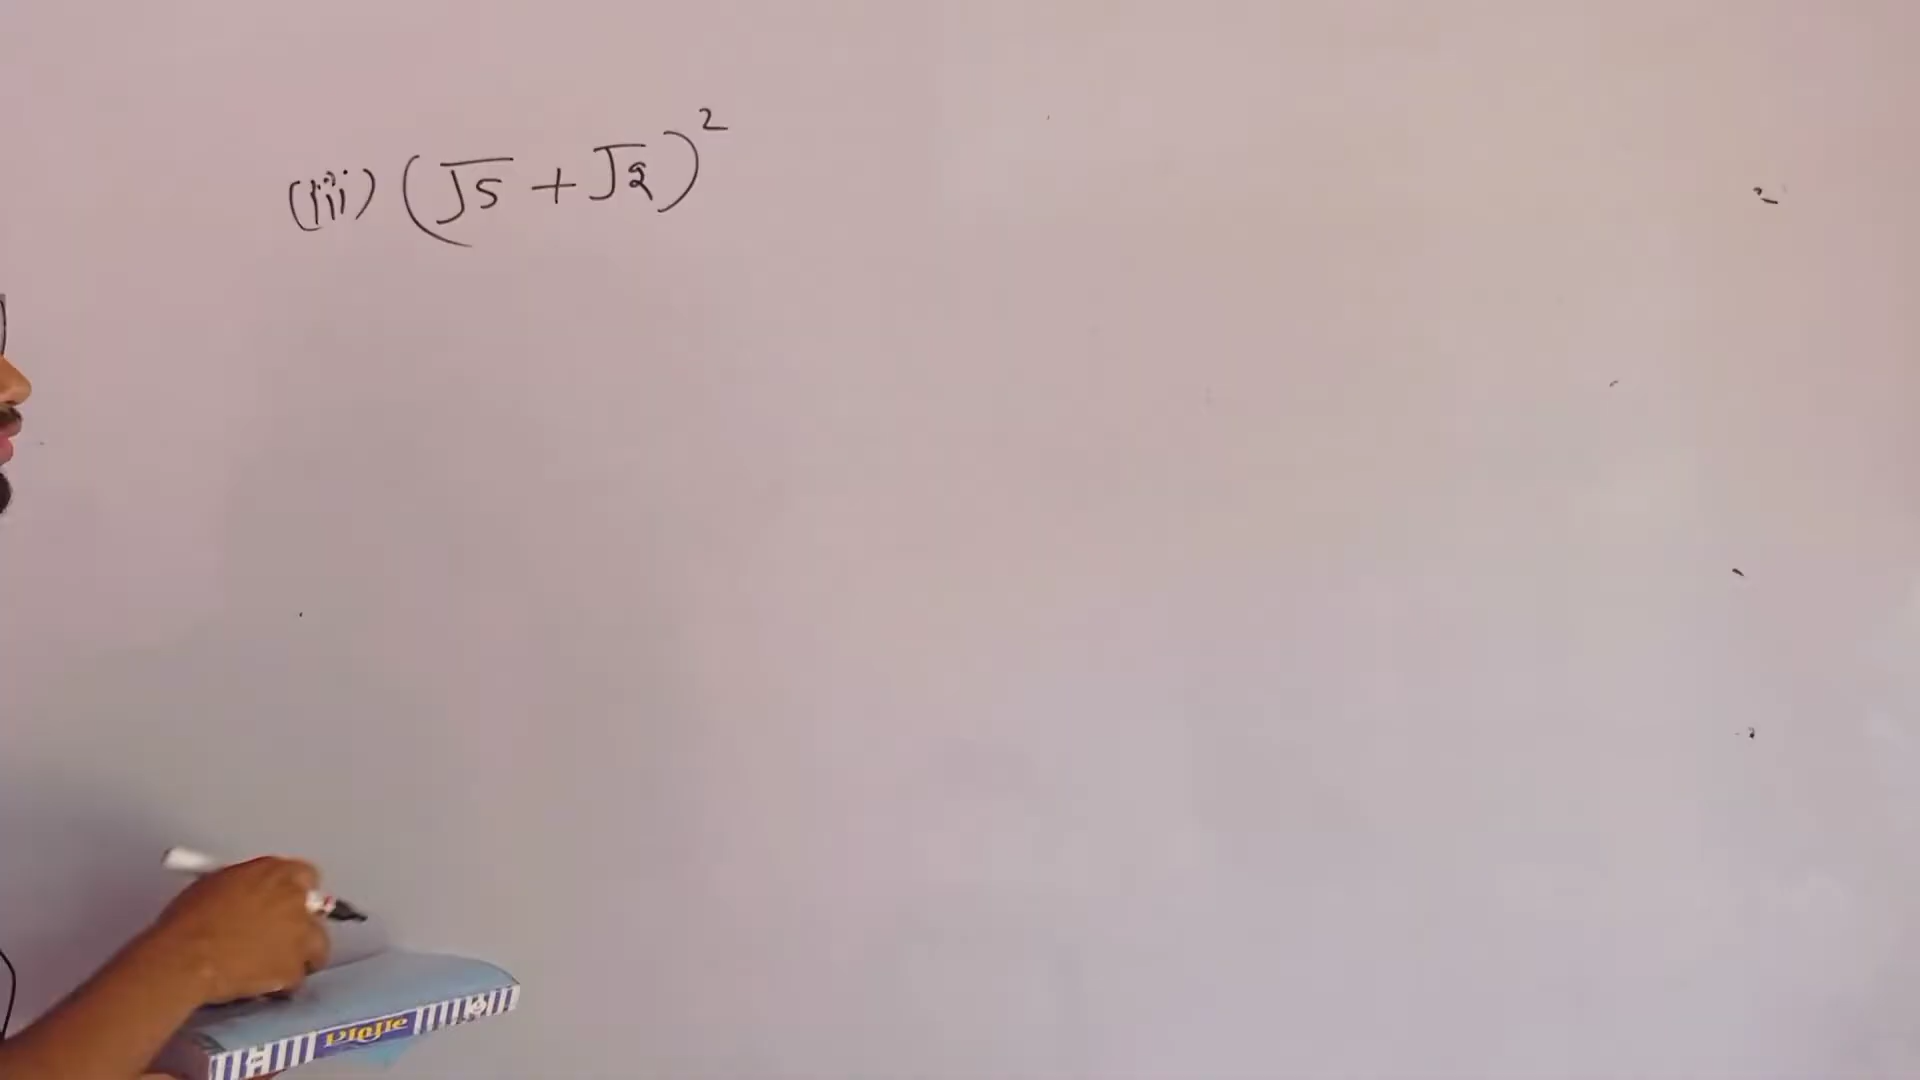 (iii) (√5 + √2)²